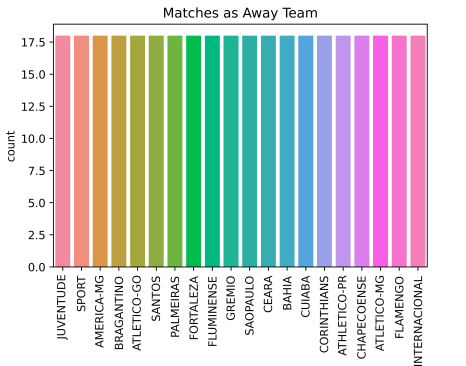 Matches as Away Team
17.5
15.0
12.5
10.0
7.5
5.0
2.5
0.0
count
JUVENTUDE
SPORT
AMERICA-MG
BRAGANTINO
ATLETICO-GO
SANTOS
PALMEIRAS
FORTALEZA
FLUMINENSE
GREMIO
SAOPAULO
CEARA
BAHIA
CUIABA
CORINTHIANS
ATHLETICO-PR
CHAPECOENSE
ATLETICO-MG
FLAMENGO
INTERNACIONAL